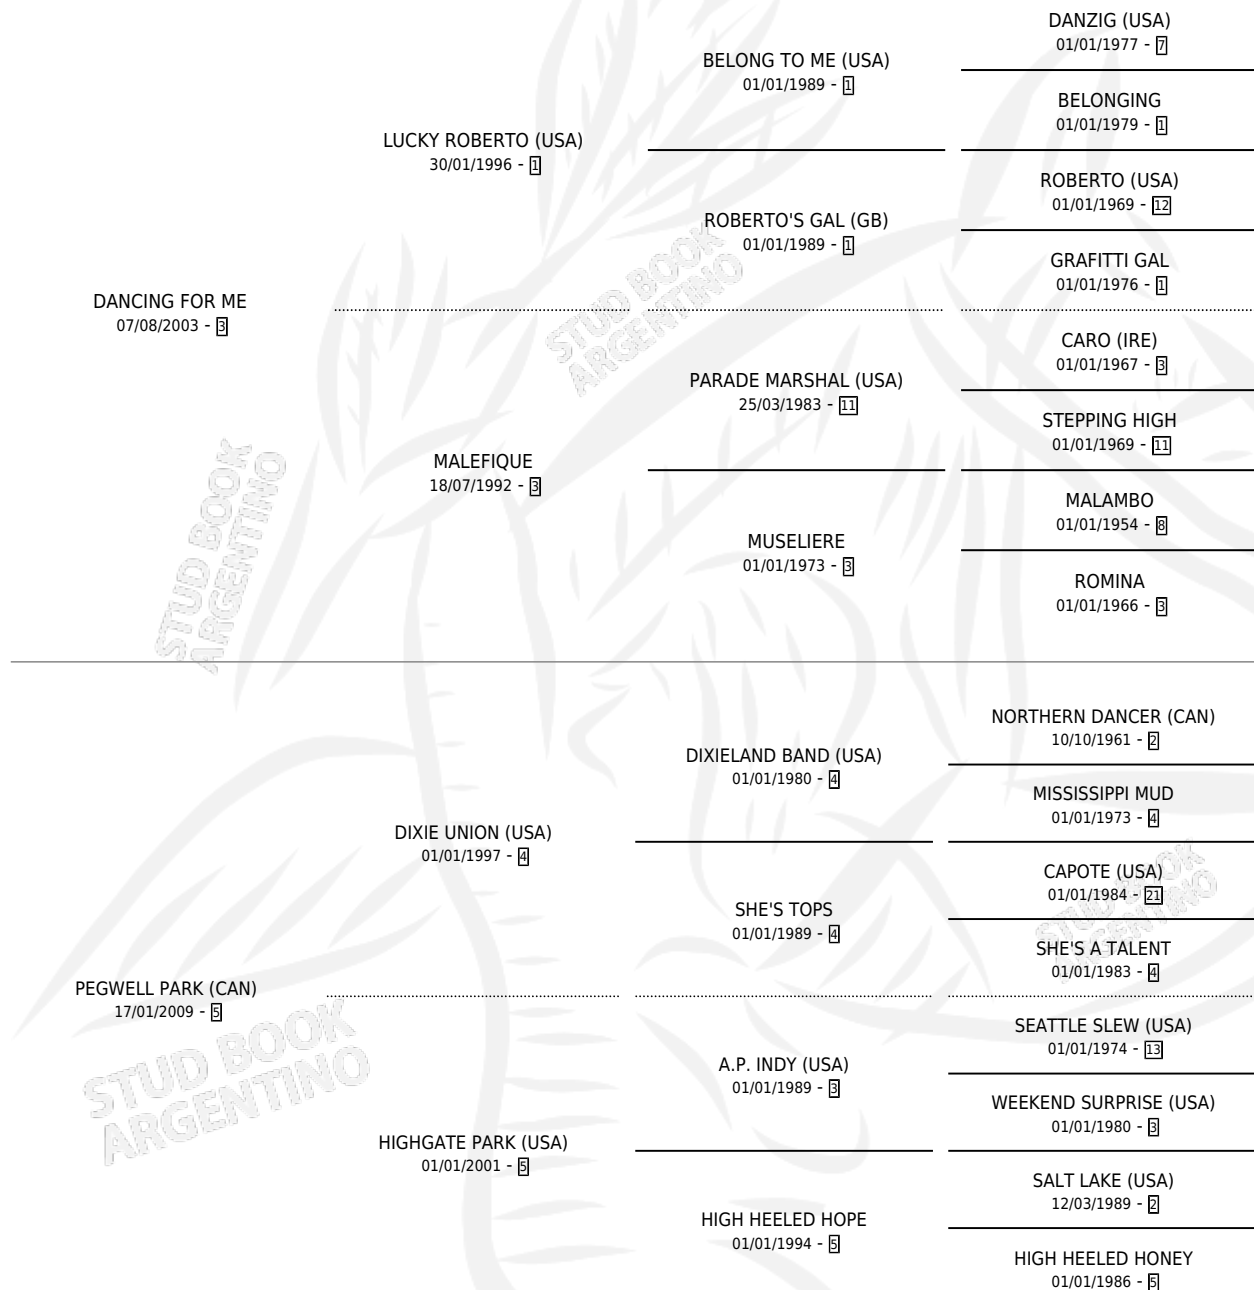 DANZIG (USA)
01/01/1977 - 7
BELONG TO ME (USA)
01/01/1989 - 1
BELONGING
01/01/1979 - 1
LUCKY ROBERTO (USA)
30/01/1996 - 1
ROBERTO (USA)
01/01/1969 - 12
ROBERTO'S GAL (GB)
01/01/1989 - 1
GRAFITTI GAL
01/01/1976 - 1
DANCING FOR ME
07/08/2003 - 3
STUD BOOK
ARGENTINO
CARO (IRE)
01/01/1967 - 3
PARADE MARSHAL (USA)
25/03/1983 - 11
STEPPING HIGH
01/01/1969 - 11
MALEFIQUE
18/07/1992 - 3
MALAMBO
01/01/1954 - 8
MUSELIERE
01/01/1973 - 3
ROMINA
01/01/1966 - 3
STUD BOOK
ARGENTINO
NORTHERN DANCER (CAN)
10/10/1961 - 2
DIXIELAND BAND (USA)
01/01/1980 - 4
MISSISSIPPI MUD
01/01/1973 - 4
DIXIE UNION (USA)
01/01/1997 - 4
CAPOTE (USA)
01/01/1984 - 21
SHE'S TOPS
01/01/1989 - 4
SHE'S A TALENT
01/01/1983 - 4
STUD BOOK
ARGENTINO
PEGWELL PARK (CAN)
17/01/2009 - 5
STUD BOOK
ARGENTINO
SEATTLE SLEW (USA)
01/01/1974 - 13
A.P. INDY (USA)
01/01/1989 - 3
WEEKEND SURPRISE (USA)
01/01/1980 - 3
HIGHGATE PARK (USA)
01/01/2001 - 5
SALT LAKE (USA)
12/03/1989 - 2
HIGH HEELED HOPE
01/01/1994 - 5
HIGH HEELED HONEY
01/01/1986 - 5